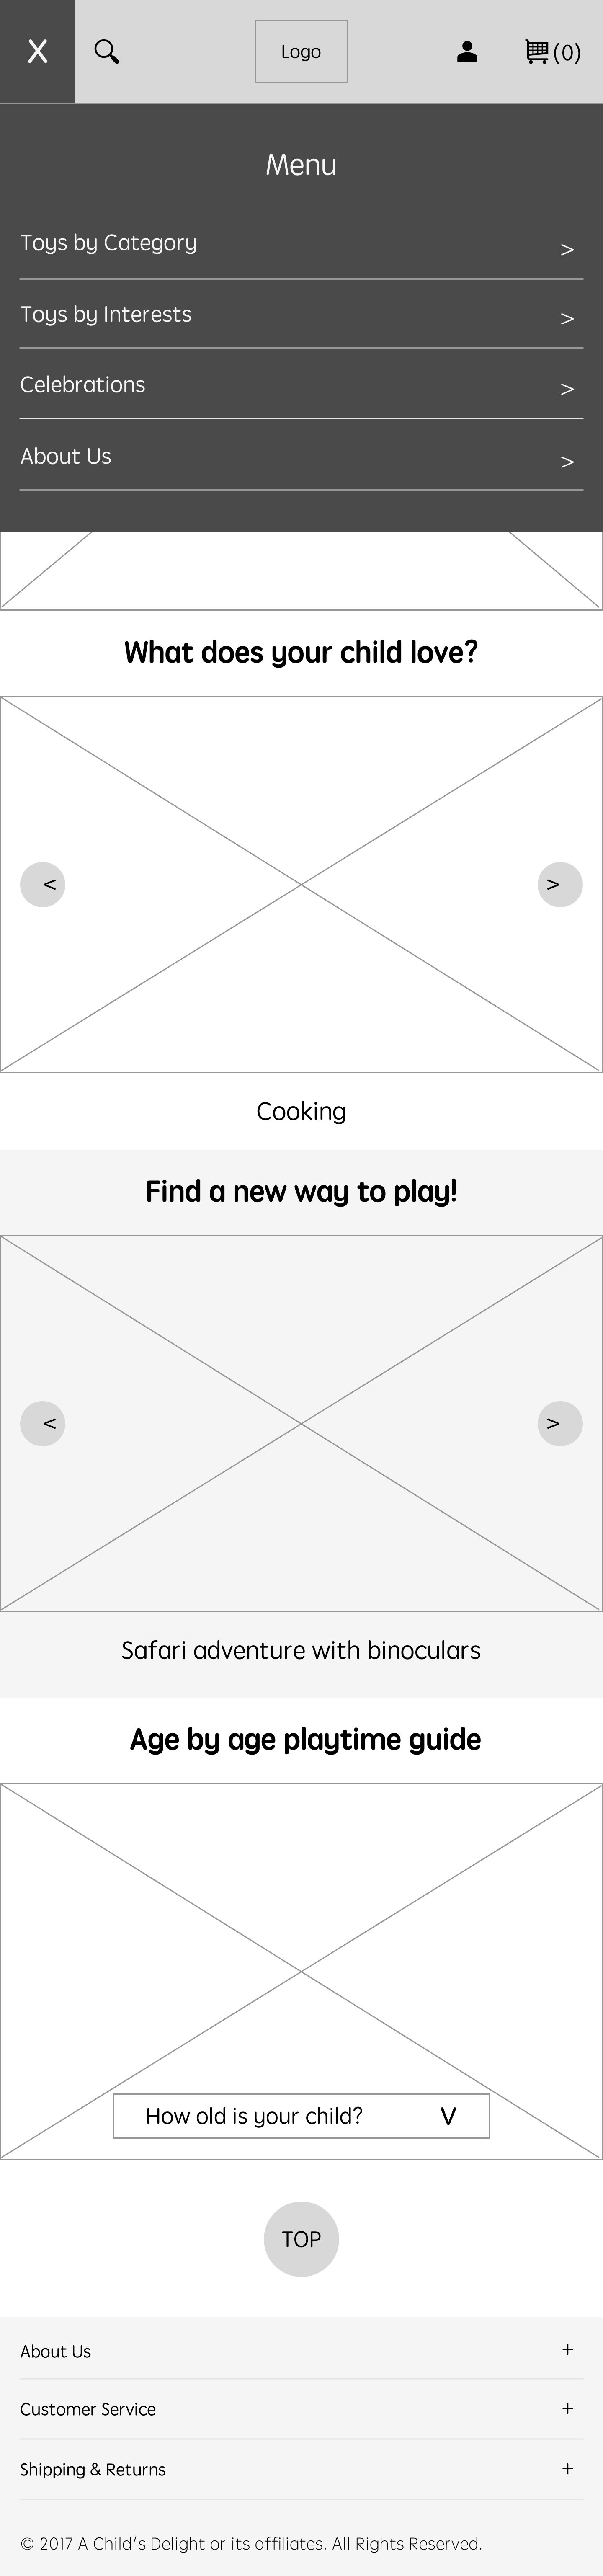 X
Logo
(0)
Menu
Toys by Category >
Toys by Interests >
Celebrations >
About Us >
What does your child love?
< >
Cooking
Find a new way to play!
< >
Safari adventure with binoculars
Age by age playtime guide
How old is your child? V
TOP
About Us +
Customer Service +
Shipping & Returns +
© 2017 A Child's Delight or its affiliates. All Rights Reserved.